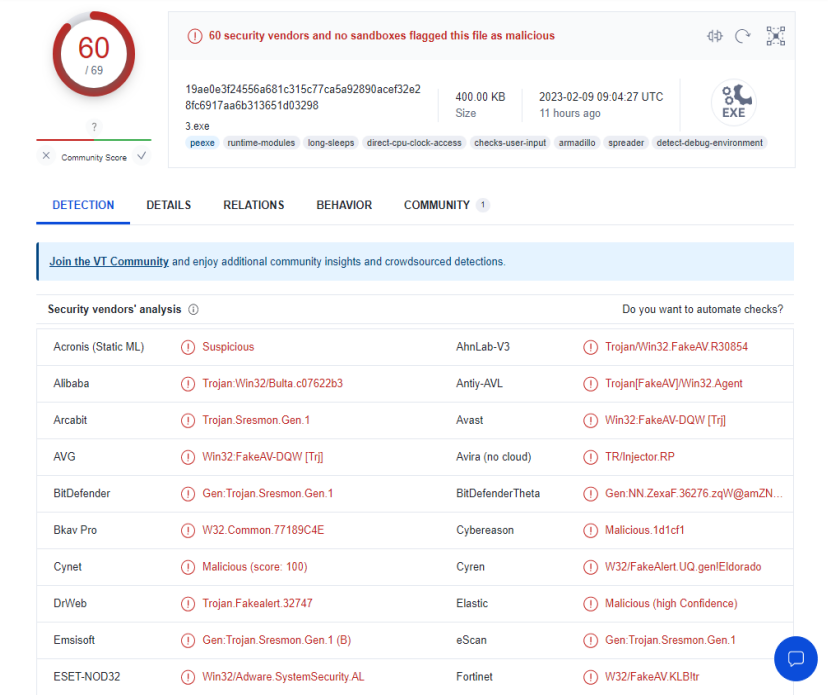 60
/ 69
?
Community Score
60 security vendors and no sandboxes flagged this file as malicious
19ae0e3f24556a681c315c77ca5a92890acef32e2
8fc6917aa6b313651d03298
3.exe
400.00 KB
Size
2023-02-09 09:04:27 UTC
11 hours ago
EXE
peexe runtime-modules long-sleeps direct-cpu-clock-access checks-user-input armadillo spreader detect-debug-environment
DETECTION DETAILS RELATIONS BEHAVIOR COMMUNITY 1
Join the VT Community and enjoy additional community insights and crowdsourced detections.
Security vendors' analysis Do you want to automate checks?
Acronis (Static ML) Suspicious AhnLab-V3 Trojan/Win32.FakeAV.R30854
Alibaba Trojan:Win32/Bulta.c07622b3 Antiy-AVL Trojan[FakeAV]/Win32.Agent
Arcabit Trojan.Sresmon.Gen.1 Avast Win32:FakeAV-DQW [Trj]
AVG Win32:FakeAV-DQW [Trj] Avira (no cloud) TR/Injector.RP
BitDefender Gen:Trojan.Sresmon.Gen.1 BitDefenderTheta Gen:NN.ZexaF.36276.zqW@amZN...
Bkav Pro W32.Common.77189C4E Cybereason Malicious.1d1cf1
Cynet Malicious (score: 100) Cyren W32/FakeAlert.UQ.gen!Eldorado
DrWeb Trojan.Fakealert.32747 Elastic Malicious (high Confidence)
Emsisoft Gen:Trojan.Sresmon.Gen.1 (B) eScan Gen:Trojan.Sresmon.Gen.1
ESET-NOD32 Win32/Adware.SystemSecurity.AL Fortinet W32/FakeAV.KLB!tr